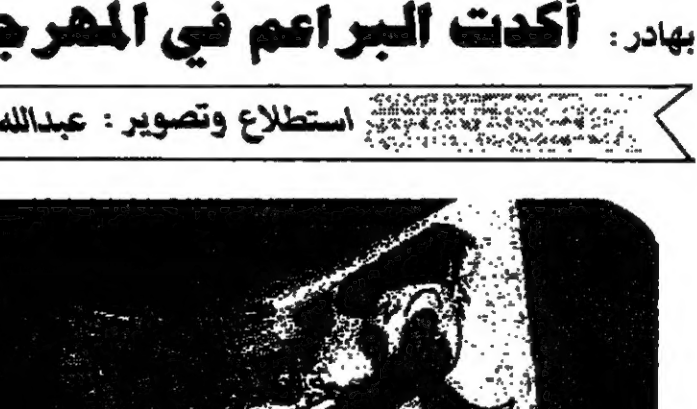 بهادر: أكدت البراعم في المهرج
استطلاع وتصوير : عبدالله